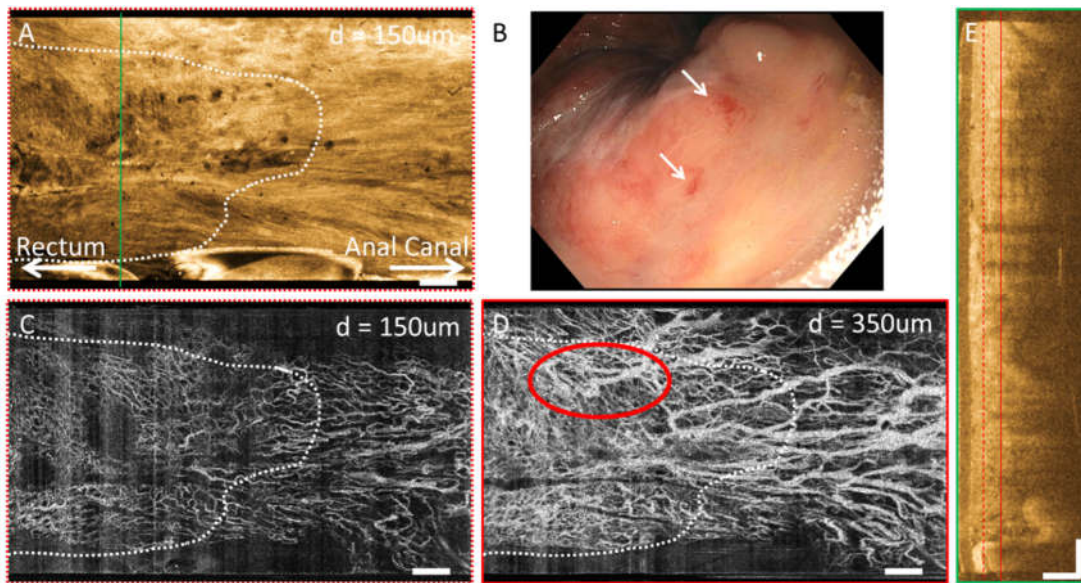 A
d = 150um
Rectum
Anal Canal
B
C
d = 150um
D
d = 350um
E